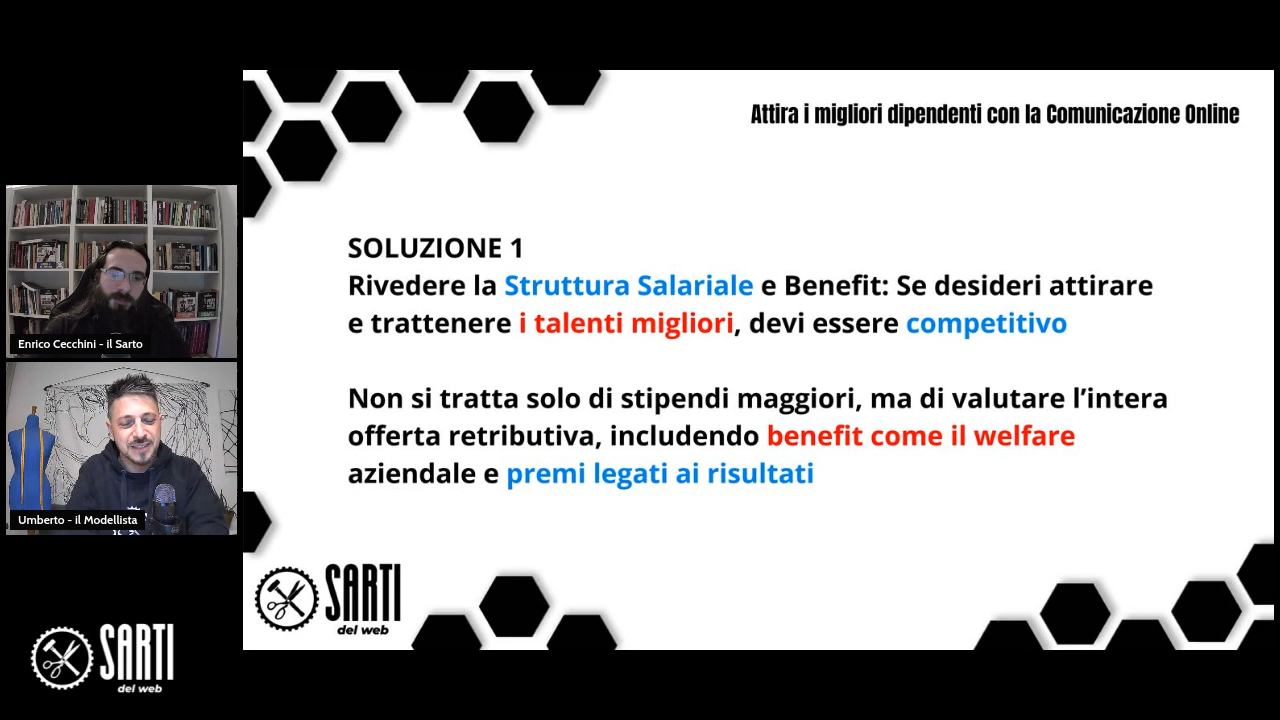 Attira i migliori dipendenti con la Comunicazione Online
SOLUZIONE 1
Rivedere la Struttura Salariale e Benefit: Se desideri attirare
e trattenere i talenti migliori, devi essere competitivo
Non si tratta solo di stipendi maggiori, ma di valutare l’intera
offerta retributiva, includendo benefit come il welfare
aziendale e premi legati ai risultati
SARTI
del web
Enrico Cecchini - il Sarto
Umberto - il Modellista
SARTI
del web